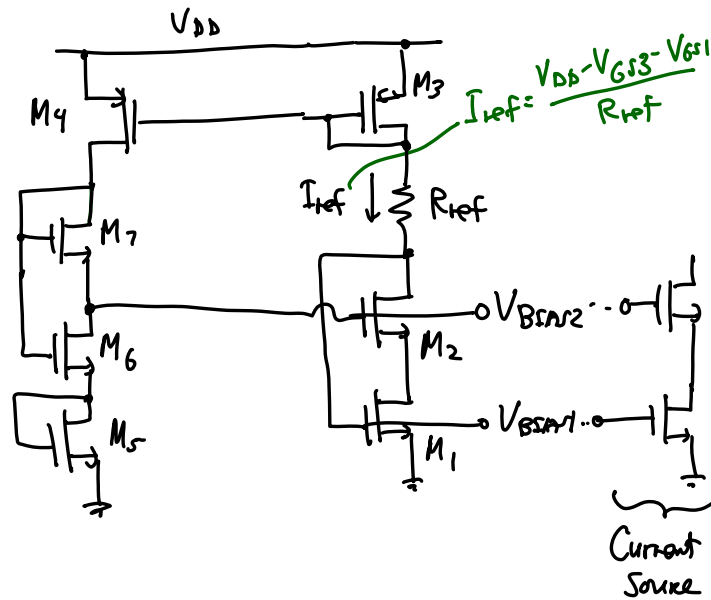 VDD
M4
M3
Iref = VDD-VGS3-VGS1
Rref
Iref
Rref
M7
M6
M5
M2
M1
VBIAS2
VBIAS1
Current
Source